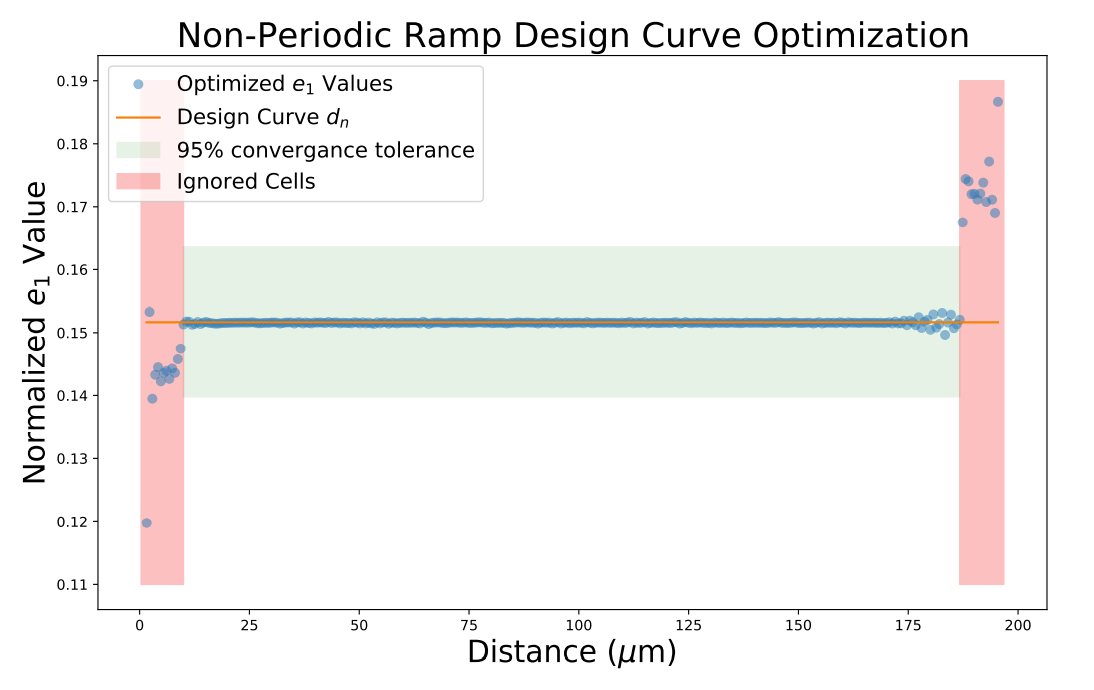 Non-Periodic Ramp Design Curve Optimization
Optimized e₁ Values
Design Curve dₙ
95% convergance tolerance
Ignored Cells
Normalized e₁ Value
0.19
0.18
0.17
0.16
0.15
0.14
0.13
0.12
0.11
0 25 50 75 100 125 150 175 200
Distance (μm)